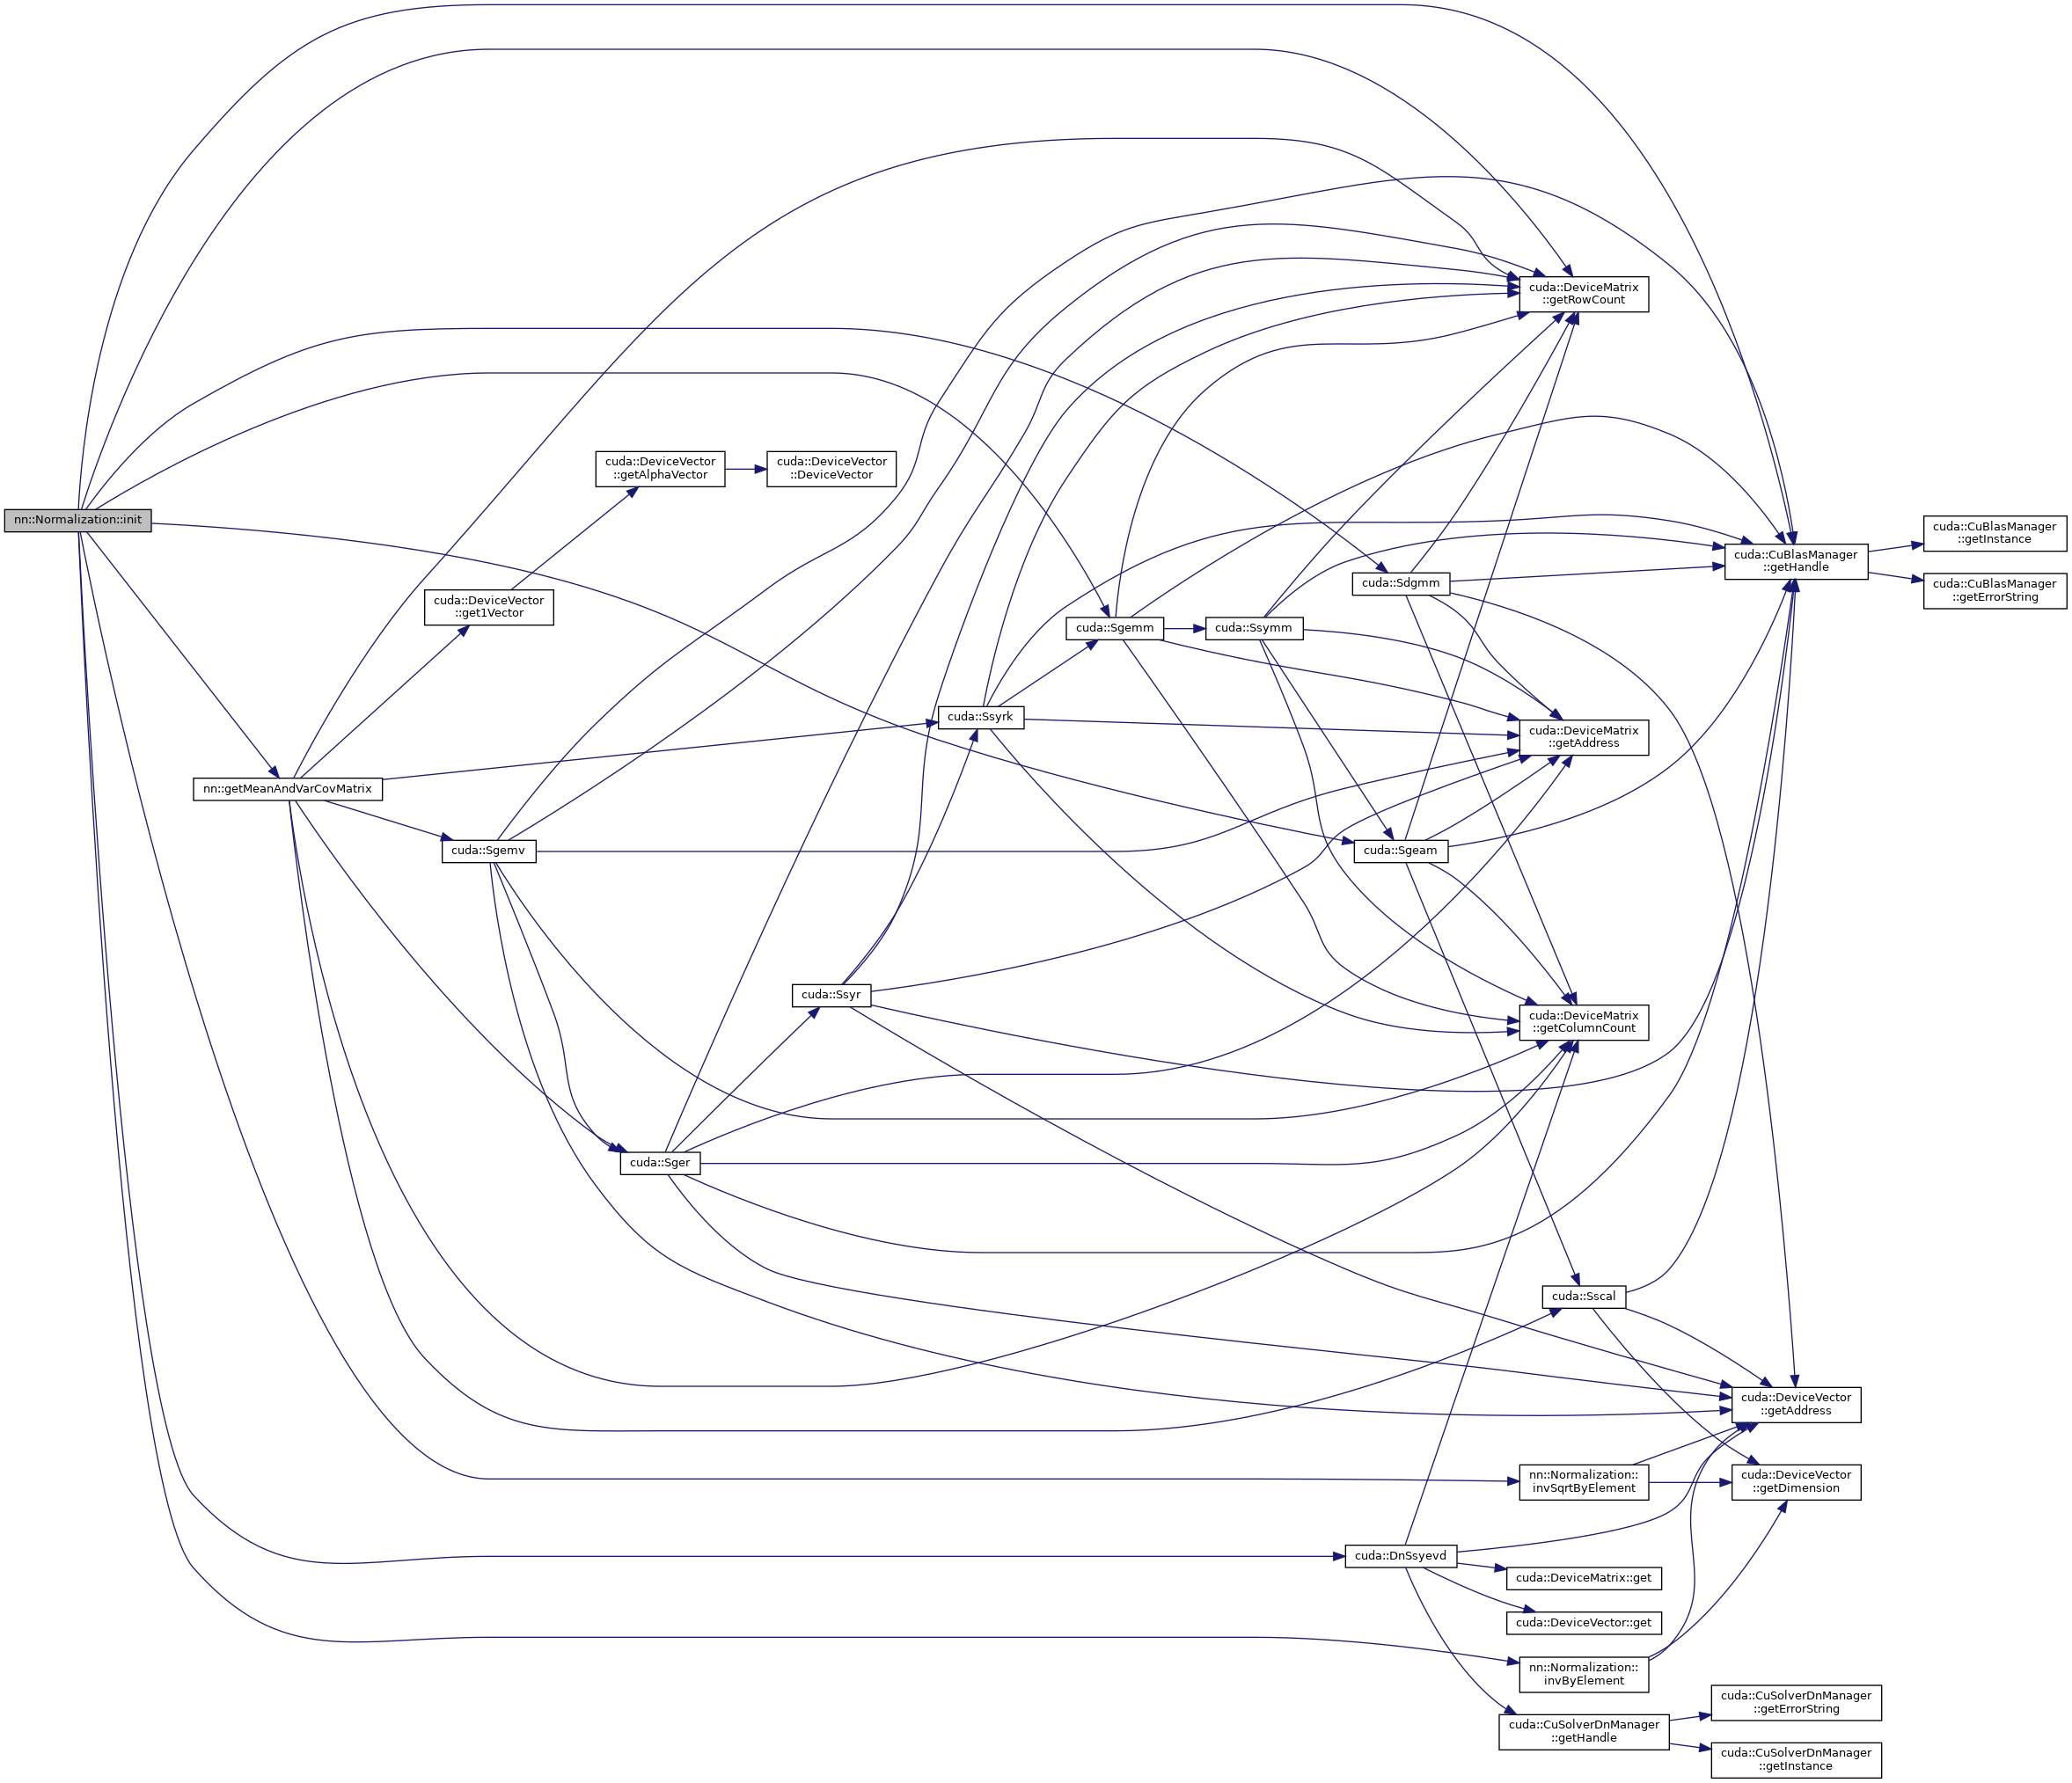 cuda::DeviceMatrix
::getRowCount
cuda::DeviceVector
::getAlphaVector
cuda::DeviceVector
::DeviceVector
nn::Normalization::init
cuda::CuBlasManager
::getInstance
cuda::CuBlasManager
::getHandle
cuda::CuBlasManager
::getErrorString
cuda::Sdgmm
cuda::DeviceVector
::get1Vector
cuda::Sgemm
cuda::Ssymm
cuda::Ssyrk
cuda::DeviceMatrix
::getAddress
nn::getMeanAndVarCovMatrix
cuda::Sgemv
cuda::Sgeam
cuda::Ssyr
cuda::DeviceMatrix
::getColumnCount
cuda::Sger
cuda::Sscal
cuda::DeviceVector
::getAddress
nn::Normalization::
invSqrtByElement
cuda::DeviceVector
::getDimension
cuda::DnSsyevd
cuda::DeviceMatrix::get
cuda::DeviceVector::get
nn::Normalization::
invByElement
cuda::CuSolverDnManager
::getErrorString
cuda::CuSolverDnManager
::getHandle
cuda::CuSolverDnManager
::getInstance